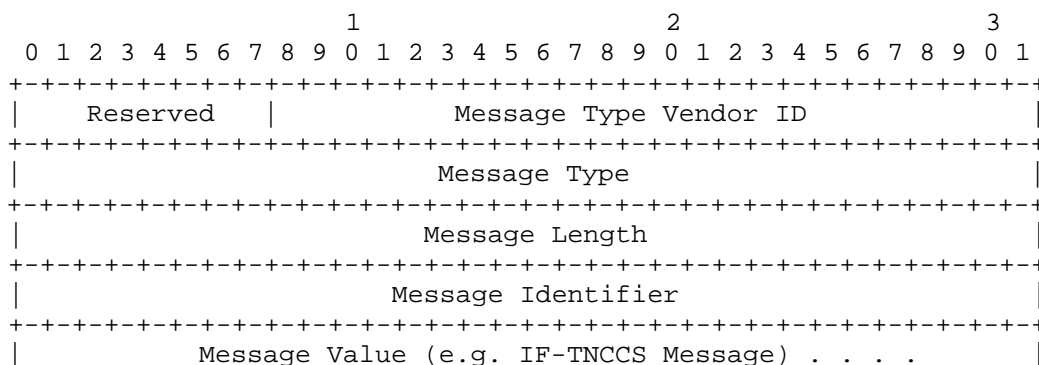 1                   2                   3
 0 1 2 3 4 5 6 7 8 9 0 1 2 3 4 5 6 7 8 9 0 1 2 3 4 5 6 7 8 9 0 1
+-+-+-+-+-+-+-+-+-+-+-+-+-+-+-+-+-+-+-+-+-+-+-+-+-+-+-+-+-+-+-+-+
|    Reserved   |           Message Type Vendor ID              |
+-+-+-+-+-+-+-+-+-+-+-+-+-+-+-+-+-+-+-+-+-+-+-+-+-+-+-+-+-+-+-+-+
|                          Message Type                         |
+-+-+-+-+-+-+-+-+-+-+-+-+-+-+-+-+-+-+-+-+-+-+-+-+-+-+-+-+-+-+-+-+
|                         Message Length                        |
+-+-+-+-+-+-+-+-+-+-+-+-+-+-+-+-+-+-+-+-+-+-+-+-+-+-+-+-+-+-+-+-+
|                       Message Identifier                      |
+-+-+-+-+-+-+-+-+-+-+-+-+-+-+-+-+-+-+-+-+-+-+-+-+-+-+-+-+-+-+-+-+
|           Message Value (e.g. IF-TNCCS Message) . . . .       |